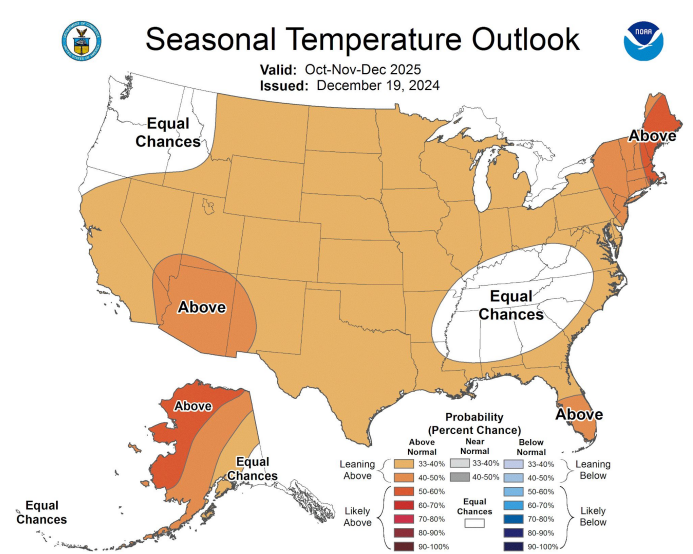 Seasonal Temperature Outlook
NOAA
Valid: Oct-Nov-Dec 2025
Issued: December 19, 2024
Equal
Chances
Above
Above
Equal
Chances
Above
Above
Equal
Chances
Equal
Chances
Probability
(Percent Chance)
Above
Normal
Near
Normal
Below
Normal
Leaning
Above
33-40%
40-50%
33-40%
40-50%
33-40%
40-50%
Leaning
Below
Likely
Above
50-60%
60-70%
70-80%
80-90%
90-100%
Equal
Chances
50-60%
60-70%
70-80%
80-90%
90-100%
Likely
Below